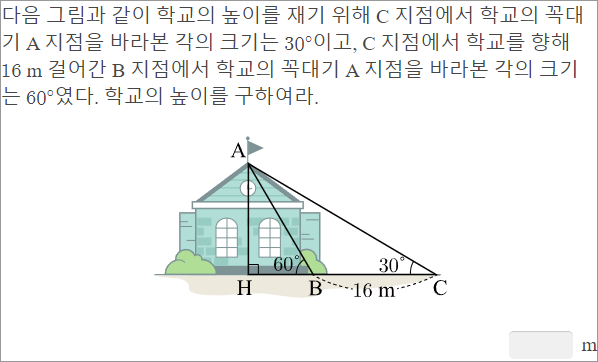 다음 그림과 같이 학교의 높이를 재기 위해 C 지점에서 학교의 꼭대
기 A 지점을 바라본 각의 크기는 30°이고, C 지점에서 학교를 향해
16 m 걸어간 B 지점에서 학교의 꼭대기 A 지점을 바라본 각의 크기
는 60°였다. 학교의 높이를 구하여라.
A
60° 30°
H B 16 m C
m